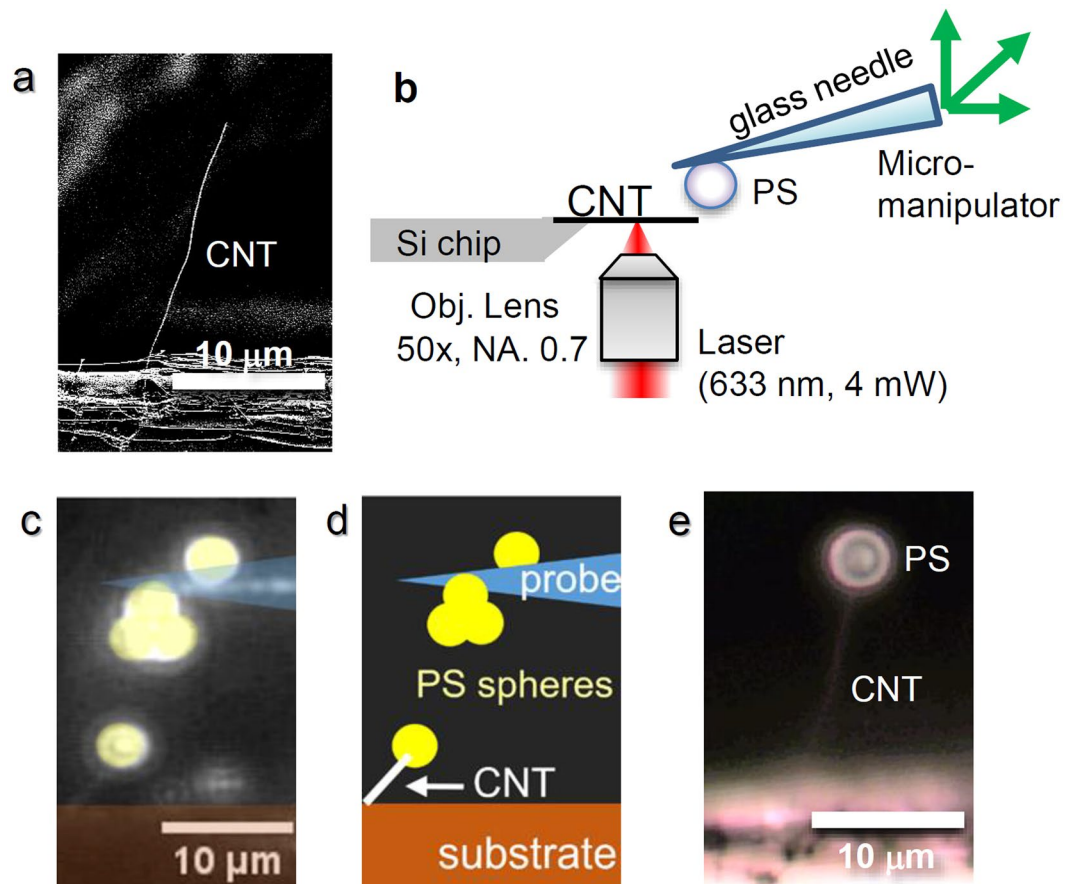 a
CNT
10 μm
b
glass needle
CNT
PS
Micro-
manipulator
Si chip
Obj. Lens
50x, NA. 0.7
Laser
(633 nm, 4 mW)
c
10 μm
d
probe
PS spheres
CNT
substrate
e
PS
CNT
10 μm